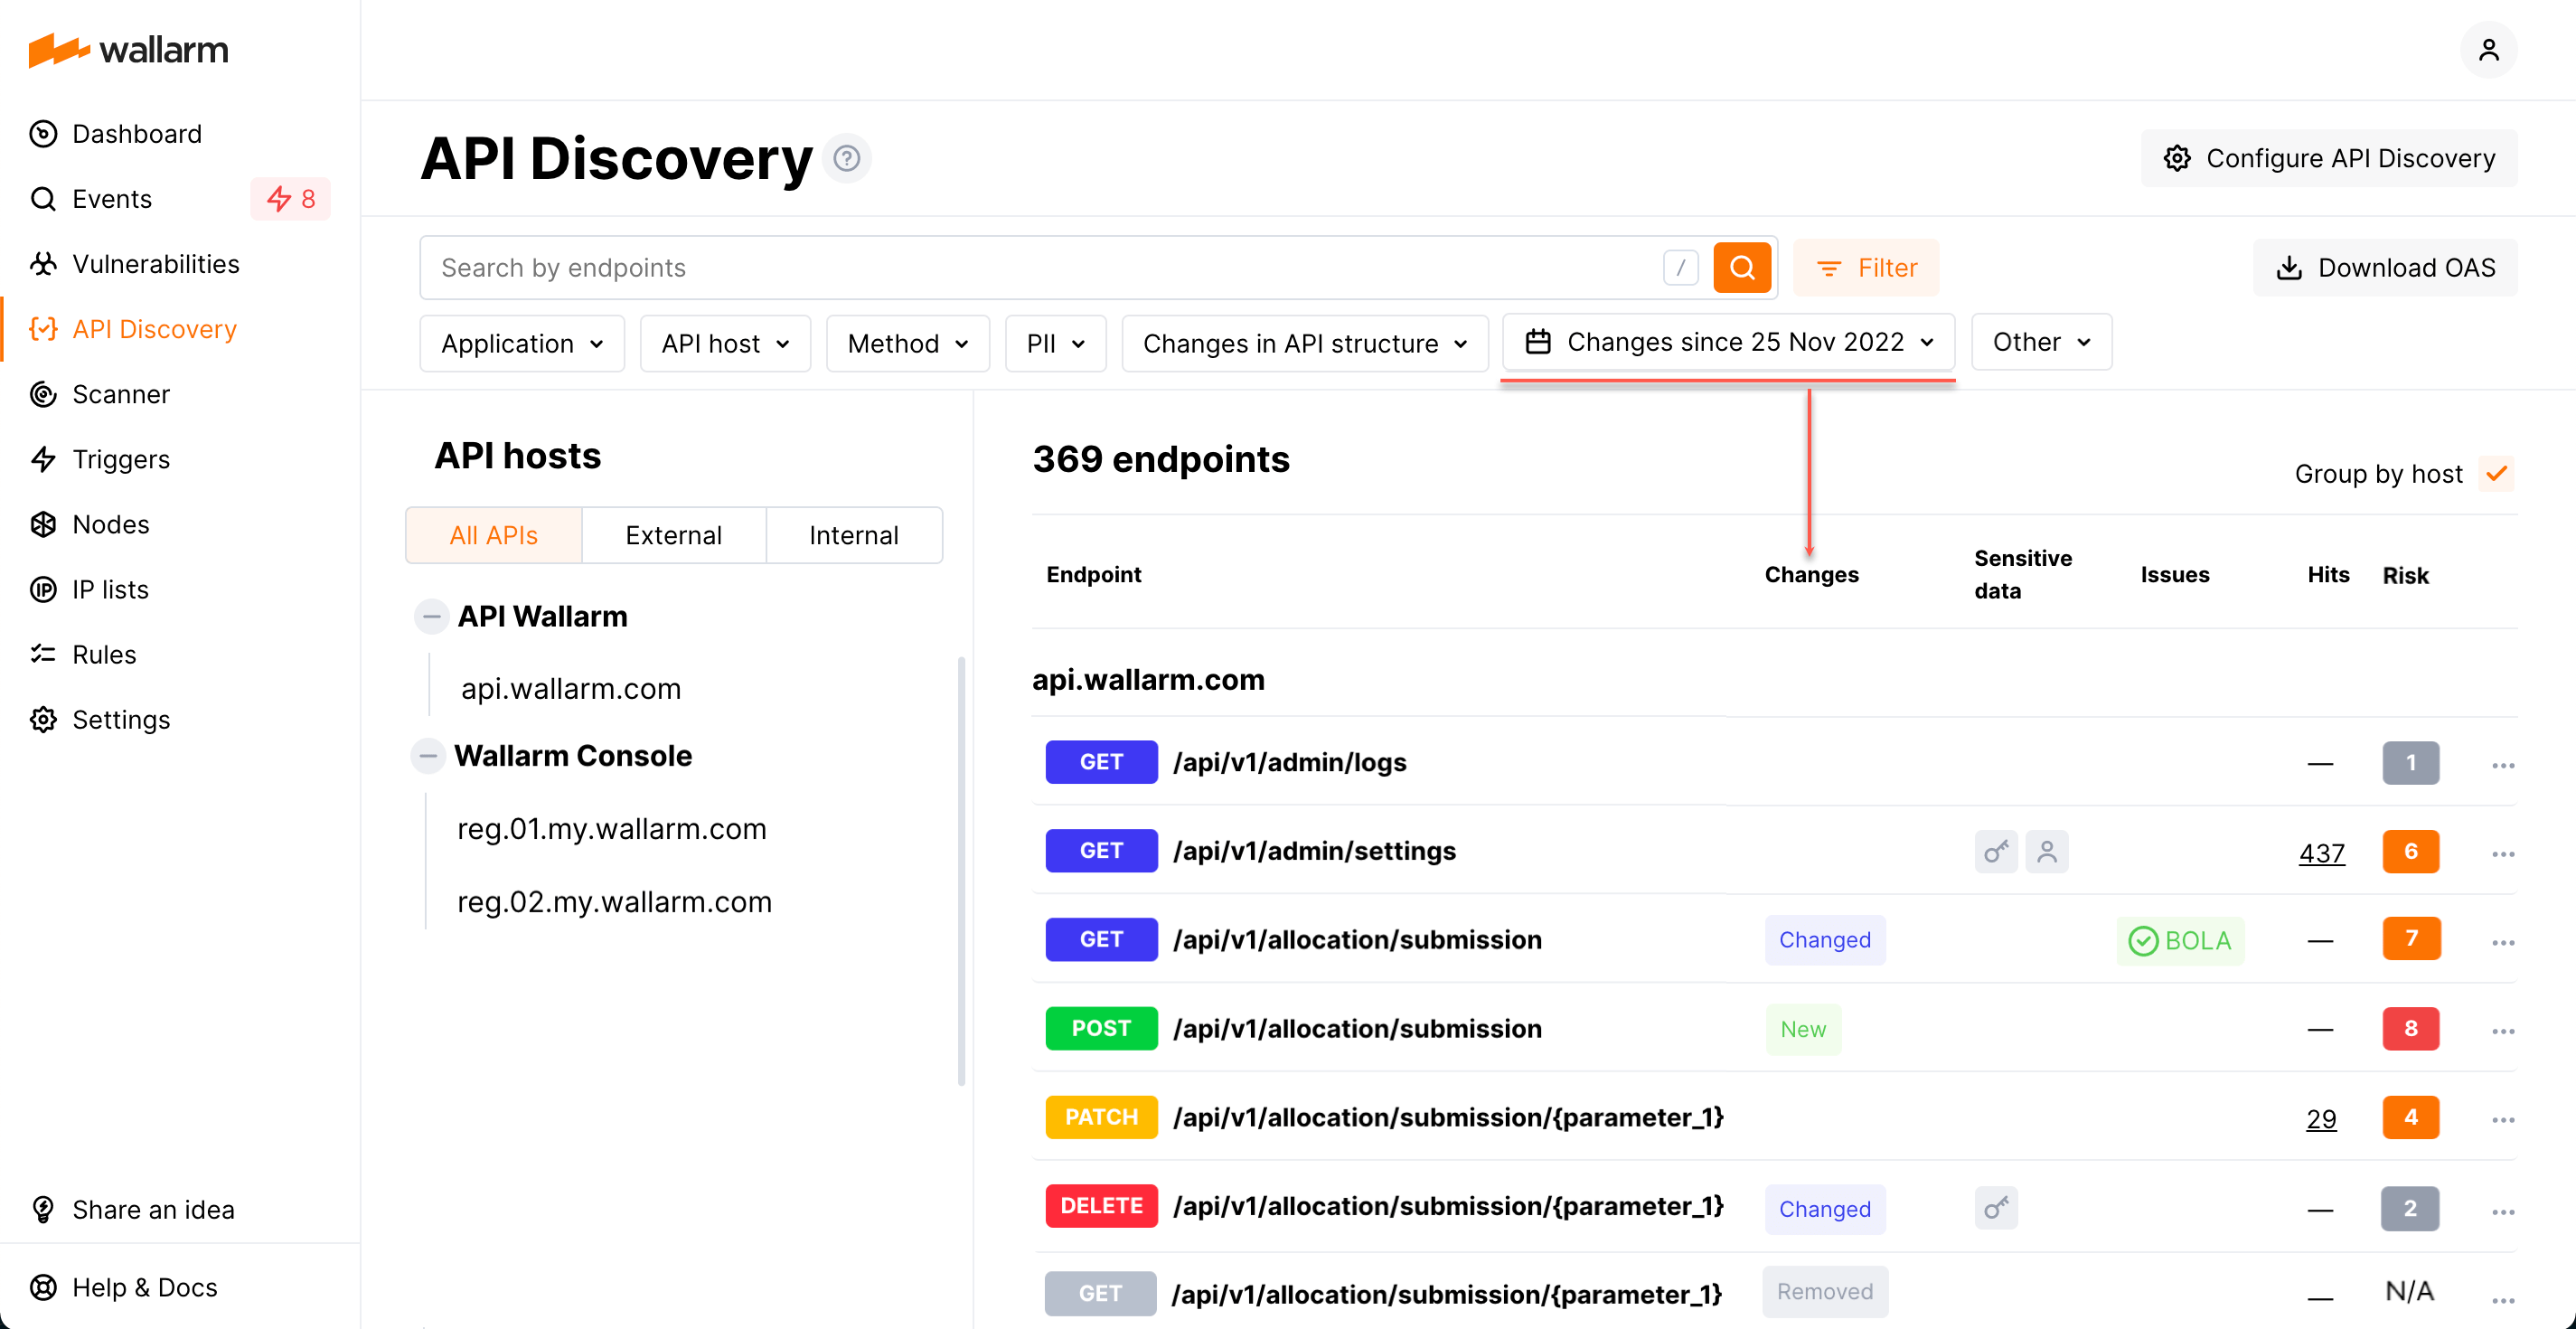 wallarm
Dashboard
Events
8
Vulnerabilities
API Discovery
Scanner
Triggers
Nodes
IP lists
Rules
Settings
Share an idea
Help & Docs
API Discovery ?
Configure API Discovery
Search by endpoints /
Filter
Download OAS
Application
API host
Method
PII
Changes in API structure
Changes since 25 Nov 2022
Other
API hosts
All APIs
External
Internal
API Wallarm
api.wallarm.com
Wallarm Console
reg.01.my.wallarm.com
reg.02.my.wallarm.com
369 endpoints
Group by host
Endpoint Changes Sensitive data Issues Hits Risk
api.wallarm.com
GET /api/v1/admin/logs — 1 ...
GET /api/v1/admin/settings 437 6 ...
GET /api/v1/allocation/submission Changed BOLA — 7 ...
POST /api/v1/allocation/submission New — 8 ...
PATCH /api/v1/allocation/submission/{parameter_1} 29 4 ...
DELETE /api/v1/allocation/submission/{parameter_1} Changed — 2 ...
GET /api/v1/allocation/submission/{parameter_1} Removed — N/A ...